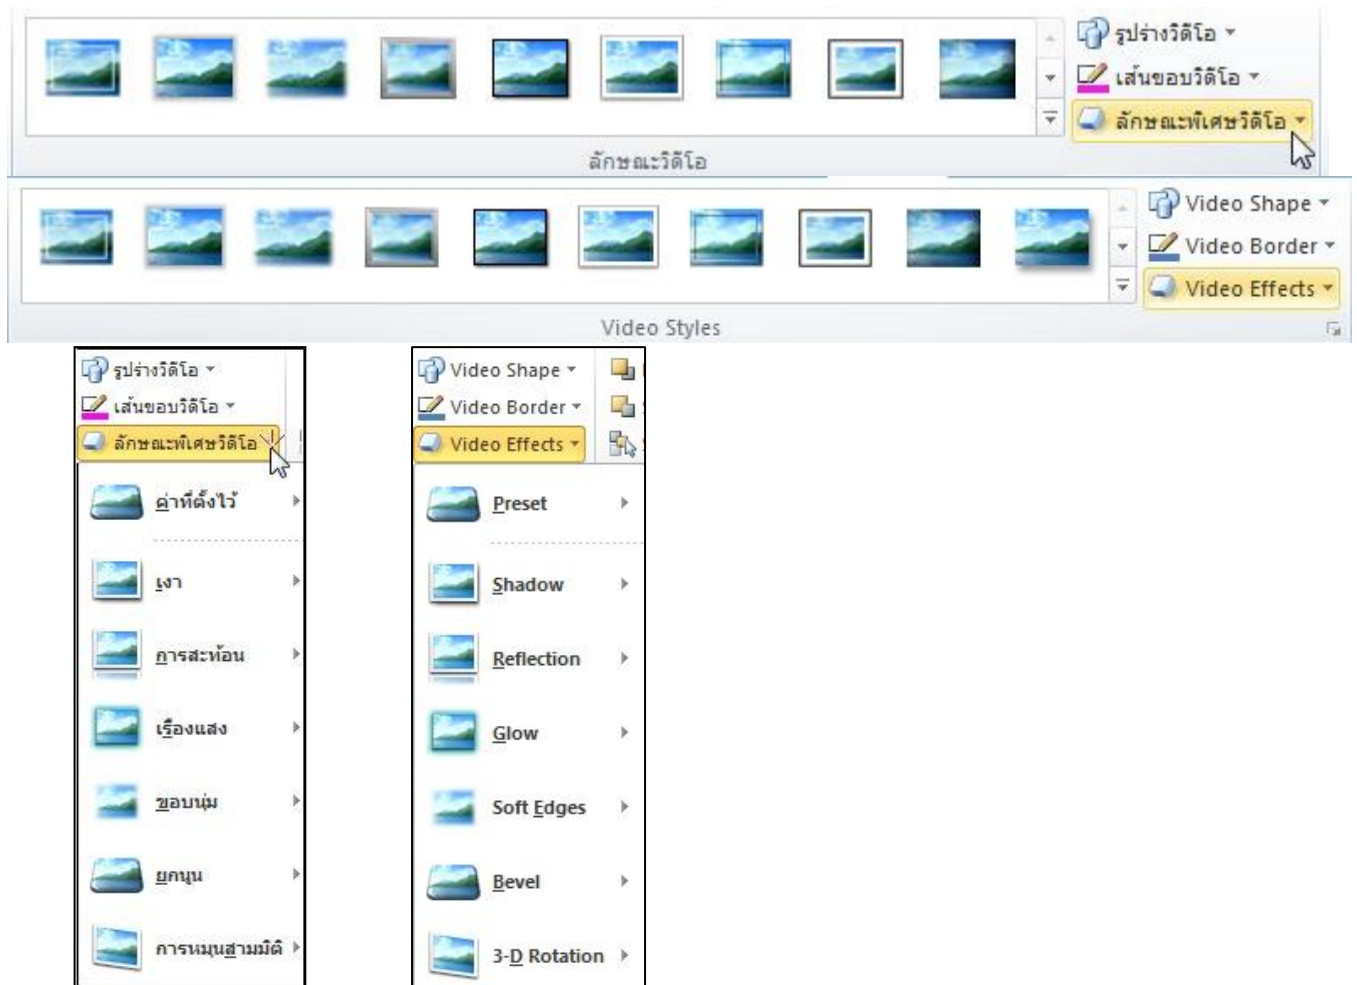 รูปร่างวิดีโอ
เส้นขอบวิดีโอ
ลักษณะพิเศษวิดีโอ
ลักษณะวิดีโอ
Video Shape
Video Border
Video Effects
Video Styles
รูปร่างวิดีโอ
เส้นขอบวิดีโอ
ลักษณะพิเศษวิดีโอ
ค่าที่ตั้งไว้
เงา
การสะท้อน
เรืองแสง
ขอบนุ่ม
ยกนูน
การหมุนสามมิติ
Video Shape
Video Border
Video Effects
Preset
Shadow
Reflection
Glow
Soft Edges
Bevel
3-D Rotation